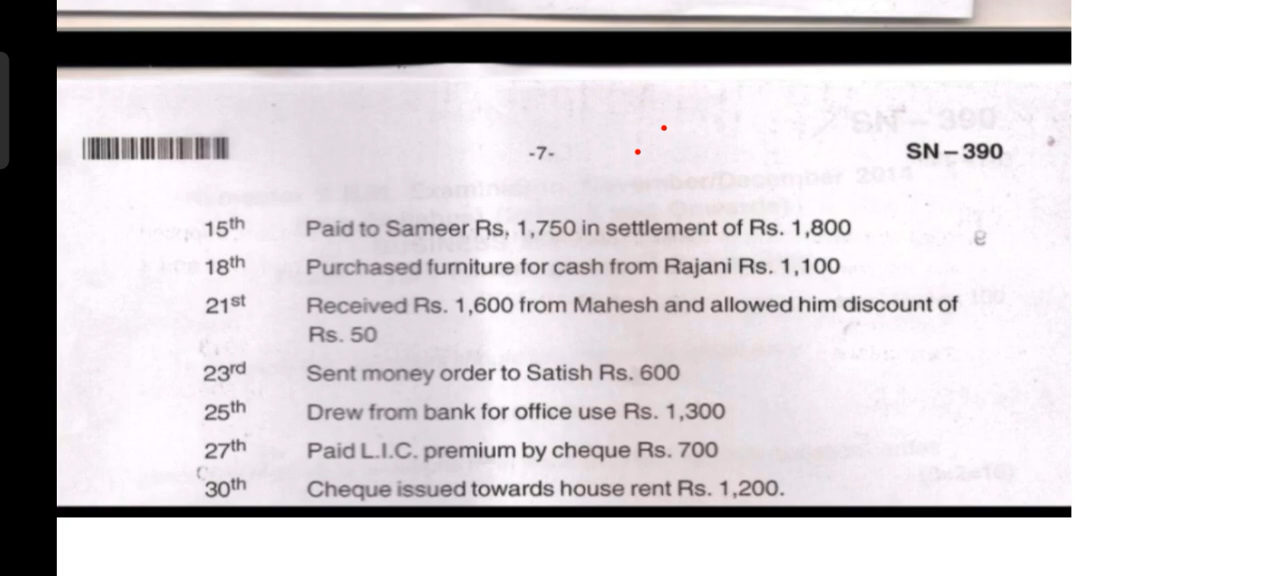 -7-
SN – 390
15th Paid to Sameer Rs, 1,750 in settlement of Rs. 1,800
18th Purchased furniture for cash from Rajani Rs. 1,100
21st Received Rs. 1,600 from Mahesh and allowed him discount of
Rs. 50
23rd Sent money order to Satish Rs. 600
25th Drew from bank for office use Rs. 1,300
27th Paid L.I.C. premium by cheque Rs. 700
30th Cheque issued towards house rent Rs. 1,200.